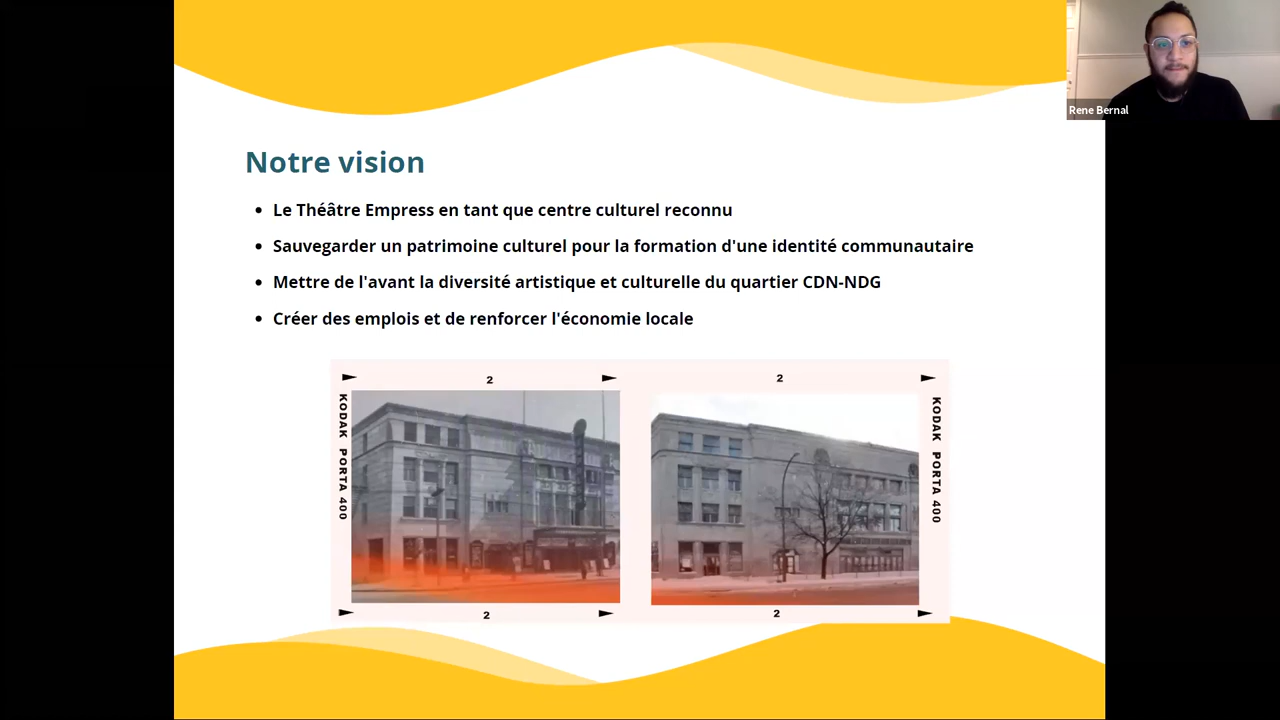 Rene Bernal
Notre vision
• Le Théâtre Empress en tant que centre culturel reconnu
• Sauvegarder un patrimoine culturel pour la formation d'une identité communautaire
• Mettre de l'avant la diversité artistique et culturelle du quartier CDN-NDG
• Créer des emplois et de renforcer l'économie locale
2
2
KODAK PORTA 400
KODAK PORTA 400
2
2